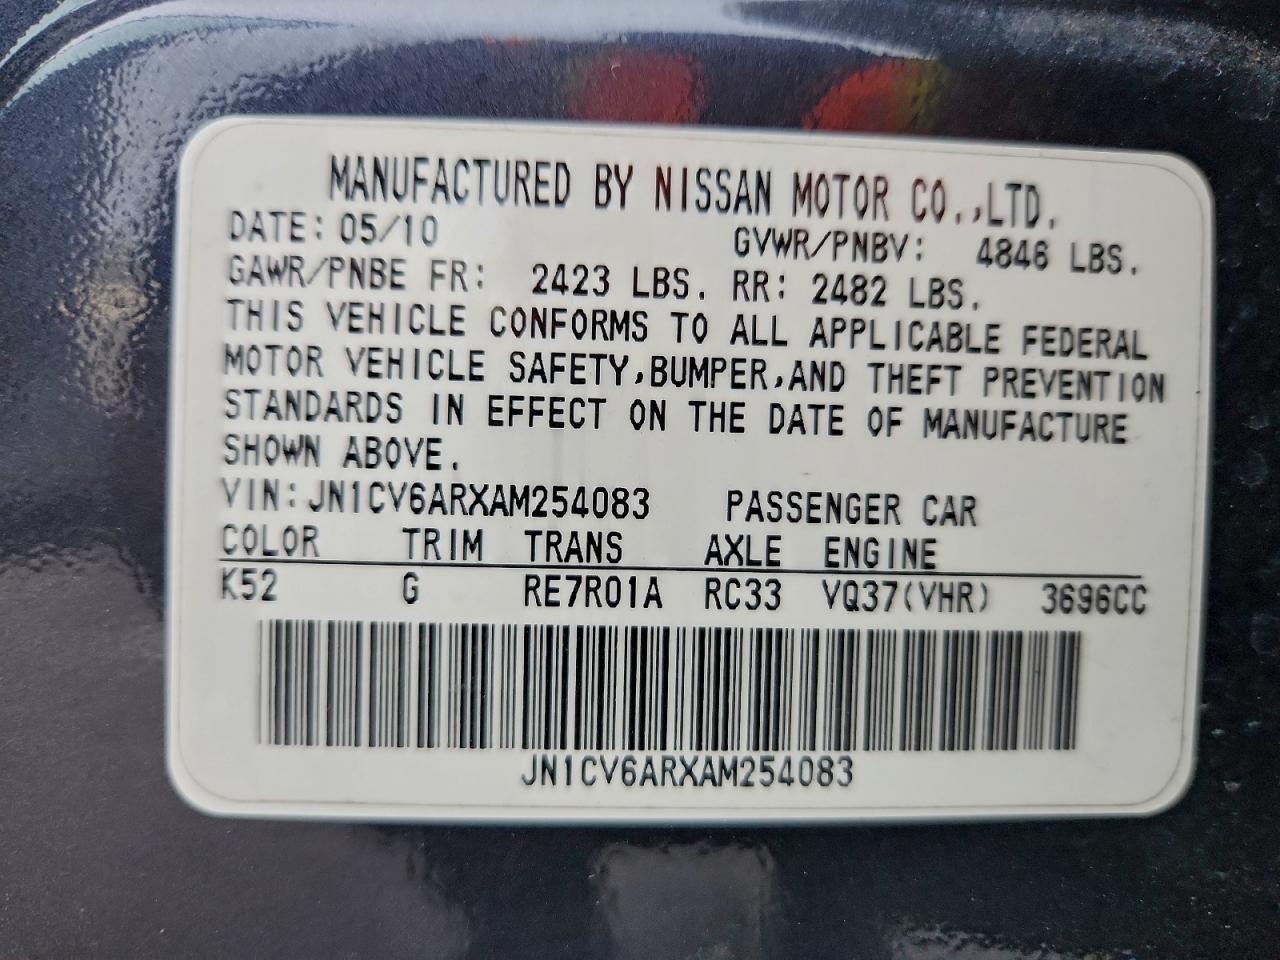 MANUFACTURED BY NISSAN MOTOR CO.,LTD.
DATE: 05/10 GVWR/PNBV: 4846 LBS.
GAWR/PNBE FR: 2423 LBS. RR: 2482 LBS.
THIS VEHICLE CONFORMS TO ALL APPLICABLE FEDERAL
MOTOR VEHICLE SAFETY,BUMPER,AND THEFT PREVENTION
STANDARDS IN EFFECT ON THE DATE OF MANUFACTURE
SHOWN ABOVE.
VIN: JN1CV6ARXAM254083 PASSENGER CAR
COLOR TRIM TRANS AXLE ENGINE
K52 G RE7R01A RC33 VQ37(VHR) 3696CC
JN1CV6ARXAM254083